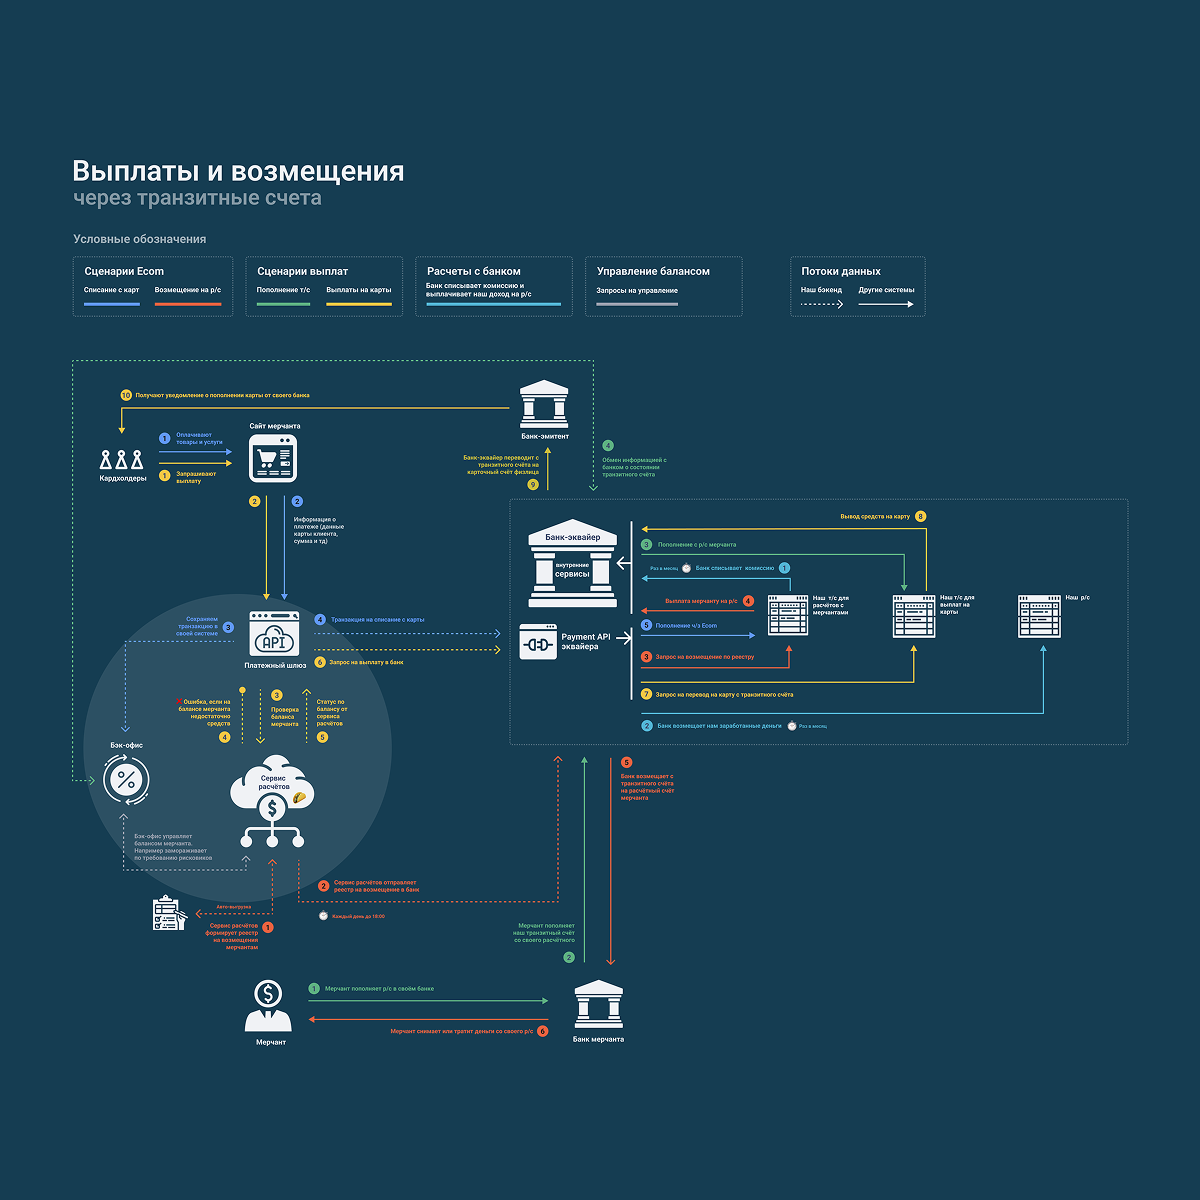 Выплаты и возмещения
через транзитные счета
Условные обозначения
Сценарии Ecom
Списание с карт
Возмещение на р/с
Сценарии выплат
Пополнение т/с
Выплаты на карты
Расчеты с банком
Банк списывает комиссию и
выплачивает наш доход на р/с
Управление балансом
Запросы на управление
Потоки данных
Наш бэкенд
Другие системы
10 Получают уведомление о пополнении карты от своего банка
Банк-эмитент
Сайт мерчанта
1 Оплачивают
товары и услуги
Кардхолдеры
1 Запрашивают
выплату
Банк-эквайер переводит с
транзитного счёта на
карточный счёт физлица
9
4
Обмен информацией с
банком о состоянии
транзитного счёта
2
2
Информация о
платеже (данные
карты клиента,
сумма и тд)
Банк-эквайер
внутренние
сервисы
Вывод средств на карту 8
3 Пополнение с р/с мерчанта
Раз в месяц Банк списывает комиссию 1
Выплата мерчанту на р/с 4
5 Пополнение ч/з Ecom
3 Запрос на возмещение по реестру
7 Запрос на перевод на карту с транзитного счёта
2 Банк возмещает нам заработанные деньги Раз в месяц
Наш т/с для
расчётов с
мерчантами
Наш т/с для
выплат на
карты
Наш р/с
Payment API
эквайера
Сохраняем
транзакцию в
своей системе
3
API
Платежный шлюз
4 Транзакция на списание с карты
6 Запрос на выплату в банк
Ошибка, если на
балансе мерчанта
недостаточно
средств
4
3
Проверка
баланса
мерчанта
Статус по
балансу от
сервиса
расчётов
5
Бэк-офис
%
Сервис
расчётов
$
Бэк-офис управляет
балансом мерчанта.
Например замораживает
по требованию рисковиков
5
Банк возмещает с
транзитного счёта
на расчётный счёт
мерчанта
2 Сервис расчётов отправляет
реестр на возмещение в банк
Каждый день до 18:00
Авто-выгрузка
Сервис расчётов
формирует реестр
на возмещения
мерчантам
1
Мерчант пополняет
наш транзитный счёт
со своего расчётного
2
$
Мерчант
1 Мерчант пополняет р/с в своём банке
Мерчант снимает или тратит деньги со своего р/с 6
Банк мерчанта